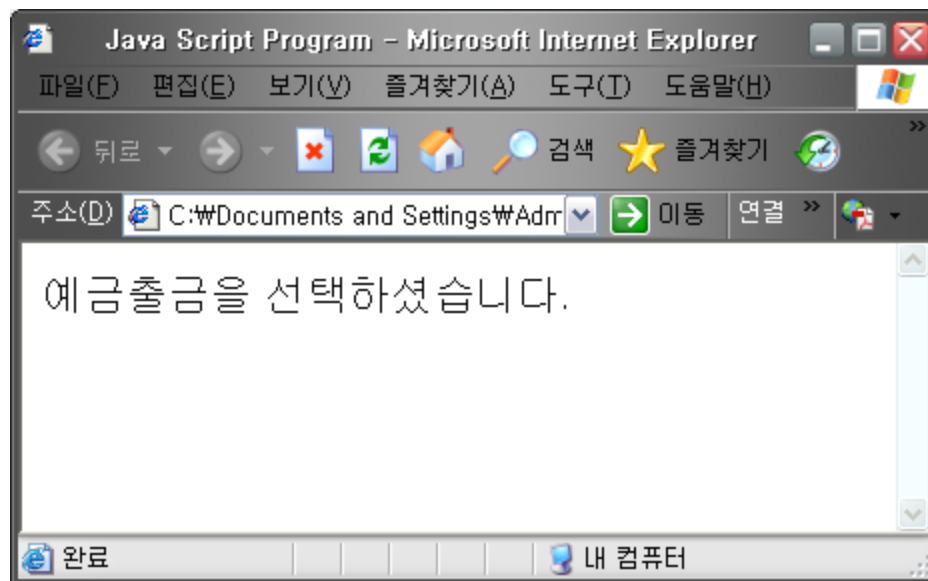 Java Script Program - Microsoft Internet Explorer
파일(F) 편집(E) 보기(V) 즐겨찾기(A) 도구(T) 도움말(H)
뒤로 검색 즐겨찾기 »
주소(D) C:₩Documents and Settings₩Adm 이동 연결 »
예금출금을 선택하셨습니다.
완료 내 컴퓨터